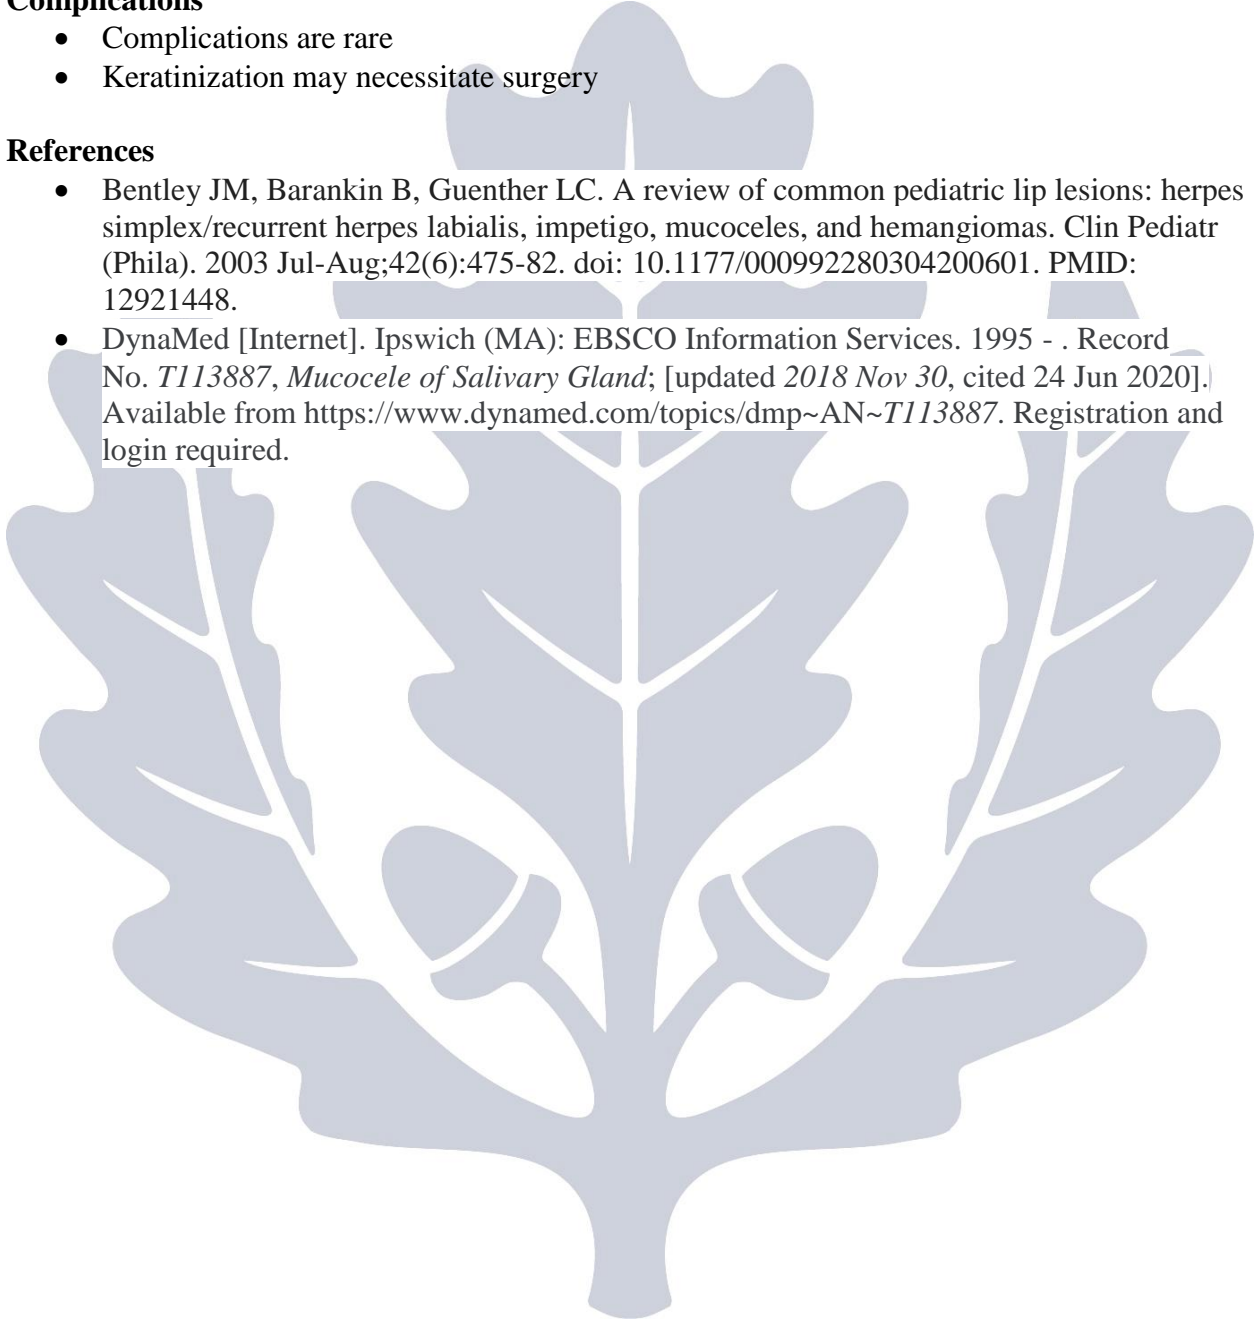 Complications
• Complications are rare
• Keratinization may necessitate surgery
References
• Bentley JM, Barankin B, Guenther LC. A review of common pediatric lip lesions: herpes
simplex/recurrent herpes labialis, impetigo, mucoceles, and hemangiomas. Clin Pediatr
(Phila). 2003 Jul-Aug;42(6):475-82. doi: 10.1177/000992280304200601. PMID:
12921448.
• DynaMed [Internet]. Ipswich (MA): EBSCO Information Services. 1995 - . Record
No. T113887, Mucocele of Salivary Gland; [updated 2018 Nov 30, cited 24 Jun 2020].
Available from https://www.dynamed.com/topics/dmp~AN~T113887. Registration and
login required.